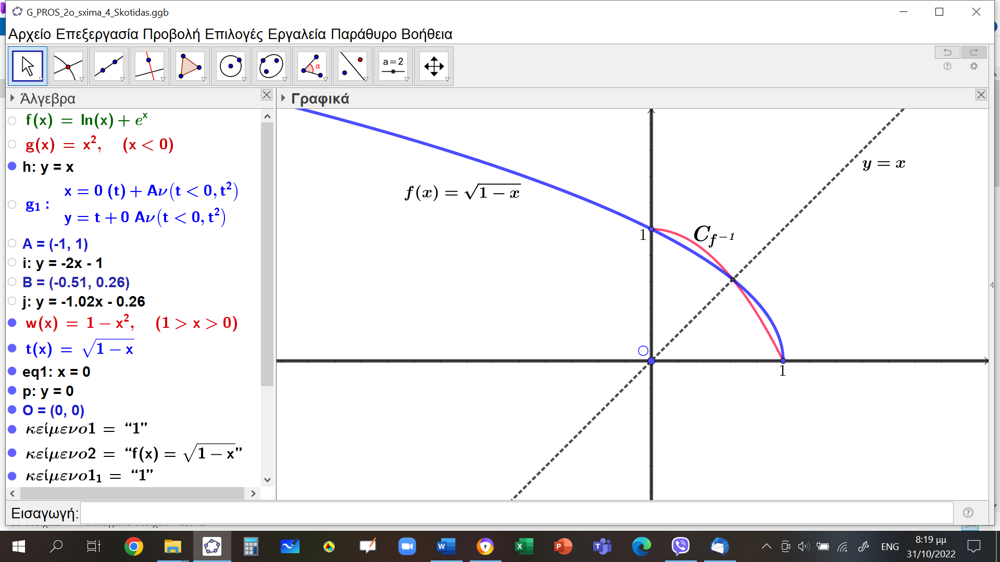 G_PROS_2o_sxima_4_Skotidas.ggb
Αρχείο Επεξεργασία Προβολή Επιλογές Εργαλεία Παράθυρο Βοήθεια
α
a = 2
Άλγεβρα
Γραφικά
f(x) = ln(x) + eˣ
g(x) = x², (x < 0)
h: y = x
g₁ : x = 0 (t) + Αν(t < 0, t²)
y = t + 0 Αν(t < 0, t²)
A = (-1, 1)
i: y = -2x - 1
B = (-0.51, 0.26)
j: y = -1.02x - 0.26
w(x) = 1 − x², (1 > x > 0)
t(x) = √(1 − x)
eq1: x = 0
p: y = 0
O = (0, 0)
κείμενο1 = “1”
κείμενο2 = “f(x) = √(1 − x)”
κείμενο1₁ = “1”
y = x
f(x) = √(1 − x)
C_f⁻¹
1
O
1
Εισαγωγή:
ENG
8:19 μμ
31/10/2022